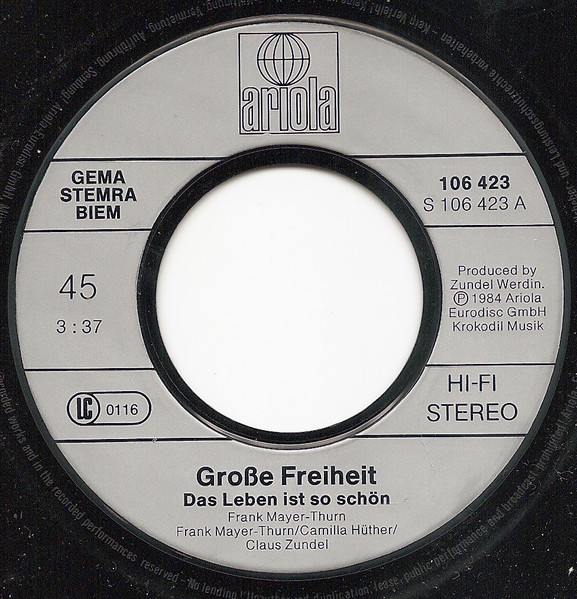 ariola
GEMA
STEMRA
BIEM
106 423
S 106 423 A
45
3:37
Produced by
Zundel Werdin.
Ⓟ 1984 Ariola
Eurodisc GmbH
Krokodil Musik
LC 0116
HI-FI
STEREO
Große Freiheit
Das Leben ist so schön
Frank Mayer-Thurn
Frank Mayer-Thurn/Camilla Hüther/
Claus Zundel